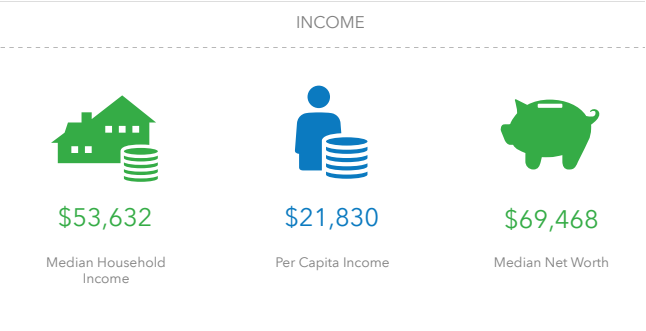 INCOME
$53,632
$21,830
$69,468
Median Household
Income
Per Capita Income
Median Net Worth